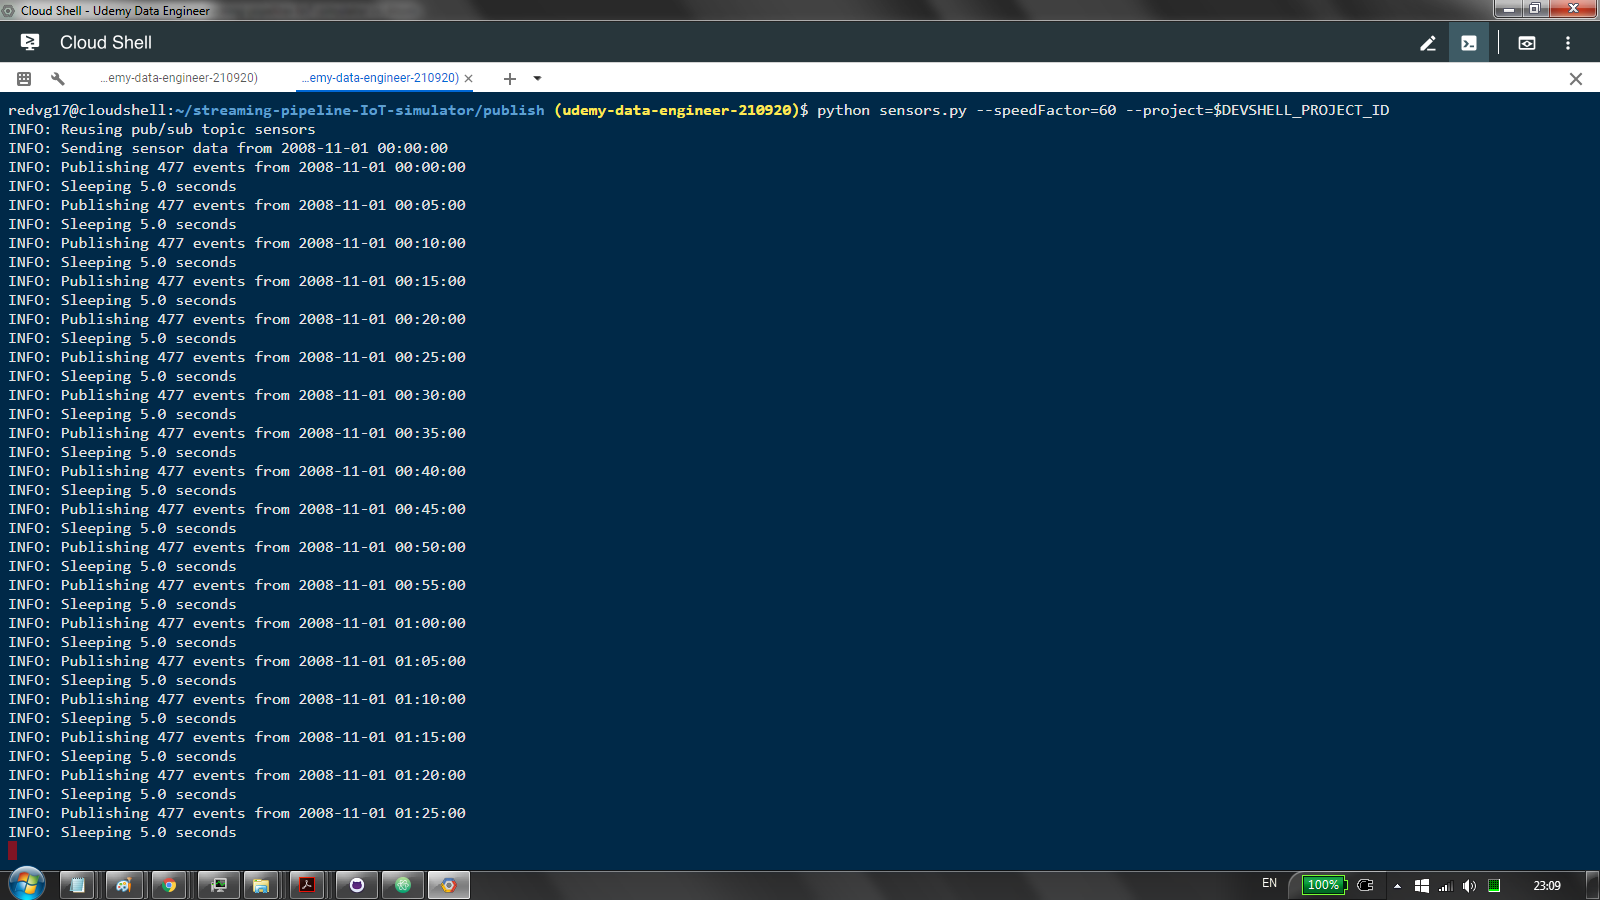 Cloud Shell - Udemy Data Engineer
Cloud Shell
...emy-data-engineer-210920) ...emy-data-engineer-210920)
redvg17@cloudshell:~/streaming-pipeline-IoT-simulator/publish (udemy-data-engineer-210920)$ python sensors.py --speedFactor=60 --project=$DEVSHELL_PROJECT_ID
INFO: Reusing pub/sub topic sensors
INFO: Sending sensor data from 2008-11-01 00:00:00
INFO: Publishing 477 events from 2008-11-01 00:00:00
INFO: Sleeping 5.0 seconds
INFO: Publishing 477 events from 2008-11-01 00:05:00
INFO: Sleeping 5.0 seconds
INFO: Publishing 477 events from 2008-11-01 00:10:00
INFO: Sleeping 5.0 seconds
INFO: Publishing 477 events from 2008-11-01 00:15:00
INFO: Sleeping 5.0 seconds
INFO: Publishing 477 events from 2008-11-01 00:20:00
INFO: Sleeping 5.0 seconds
INFO: Publishing 477 events from 2008-11-01 00:25:00
INFO: Sleeping 5.0 seconds
INFO: Publishing 477 events from 2008-11-01 00:30:00
INFO: Sleeping 5.0 seconds
INFO: Publishing 477 events from 2008-11-01 00:35:00
INFO: Sleeping 5.0 seconds
INFO: Publishing 477 events from 2008-11-01 00:40:00
INFO: Sleeping 5.0 seconds
INFO: Publishing 477 events from 2008-11-01 00:45:00
INFO: Sleeping 5.0 seconds
INFO: Publishing 477 events from 2008-11-01 00:50:00
INFO: Sleeping 5.0 seconds
INFO: Publishing 477 events from 2008-11-01 00:55:00
INFO: Sleeping 5.0 seconds
INFO: Publishing 477 events from 2008-11-01 01:00:00
INFO: Sleeping 5.0 seconds
INFO: Publishing 477 events from 2008-11-01 01:05:00
INFO: Sleeping 5.0 seconds
INFO: Publishing 477 events from 2008-11-01 01:10:00
INFO: Sleeping 5.0 seconds
INFO: Publishing 477 events from 2008-11-01 01:15:00
INFO: Sleeping 5.0 seconds
INFO: Publishing 477 events from 2008-11-01 01:20:00
INFO: Sleeping 5.0 seconds
INFO: Publishing 477 events from 2008-11-01 01:25:00
INFO: Sleeping 5.0 seconds
EN 100% 23:09